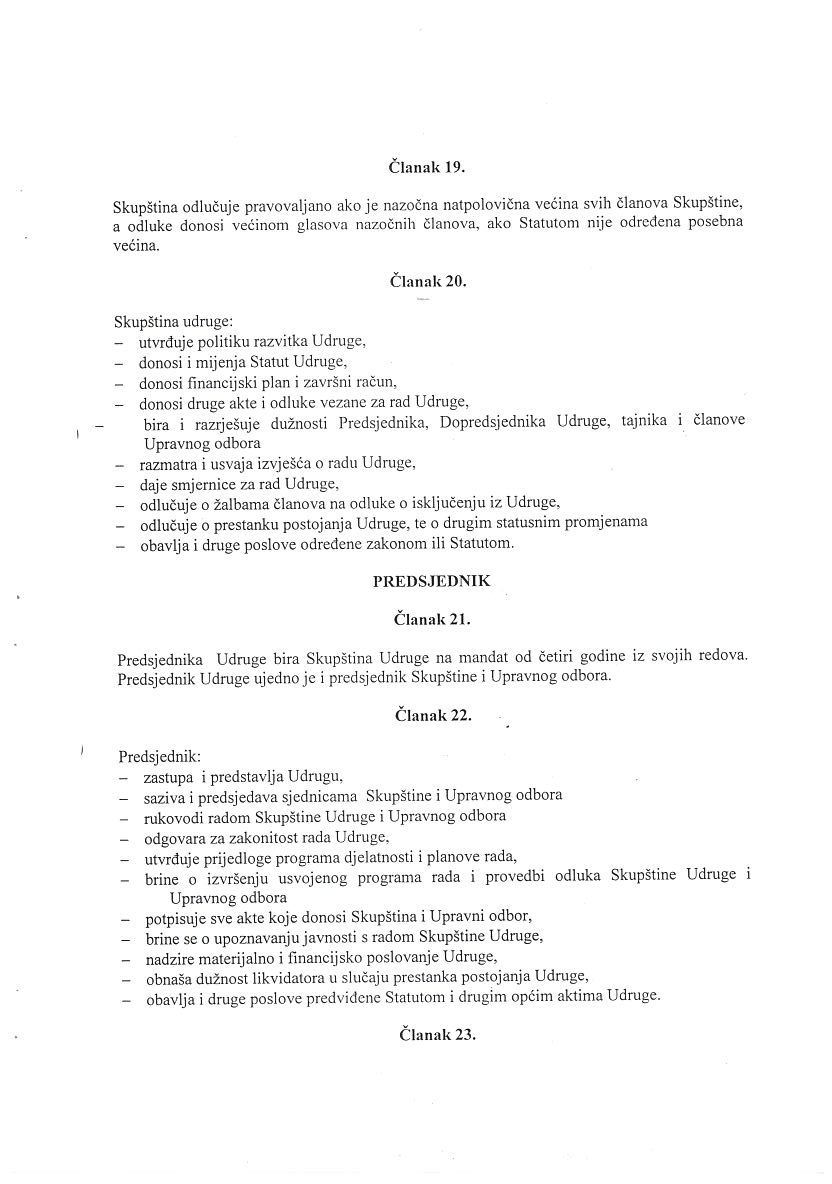 Članak 19.
Skupština odlučuje pravovaljano ako je nazočna natpolovična većina svih članova Skupštine,
a odluke donosi većinom glasova nazočnih članova, ako Statutom nije određena posebna
većina.
Članak 20.
Skupština udruge:
– utvrđuje politiku razvitka Udruge,
– donosi i mijenja Statut Udruge,
– donosi financijski plan i završni račun,
– donosi druge akte i odluke vezane za rad Udruge,
– bira i razrješuje dužnosti Predsjednika, Dopredsjednika Udruge, tajnika i članove
Upravnog odbora
– razmatra i usvaja izvješća o radu Udruge,
– daje smjernice za rad Udruge,
– odlučuje o žalbama članova na odluke o isključenju iz Udruge,
– odlučuje o prestanku postojanja Udruge, te o drugim statusnim promjenama
– obavlja i druge poslove određene zakonom ili Statutom.
PREDSJEDNIK
Članak 21.
Predsjednika Udruge bira Skupština Udruge na mandat od četiri godine iz svojih redova.
Predsjednik Udruge ujedno je i predsjednik Skupštine i Upravnog odbora.
Članak 22.
Predsjednik:
– zastupa i predstavlja Udrugu,
– saziva i predsjedava sjednicama Skupštine i Upravnog odbora
– rukovodi radom Skupštine Udruge i Upravnog odbora
– odgovara za zakonitost rada Udruge,
– utvrđuje prijedloge programa djelatnosti i planove rada,
– brine o izvršenju usvojenog programa rada i provedbi odluka Skupštine Udruge i
Upravnog odbora
– potpisuje sve akte koje donosi Skupština i Upravni odbor,
– brine se o upoznavanju javnosti s radom Skupštine Udruge,
– nadzire materijalno i financijsko poslovanje Udruge,
– obnaša dužnost likvidatora u slučaju prestanka postojanja Udruge,
– obavlja i druge poslove predviđene Statutom i drugim općim aktima Udruge.
Članak 23.